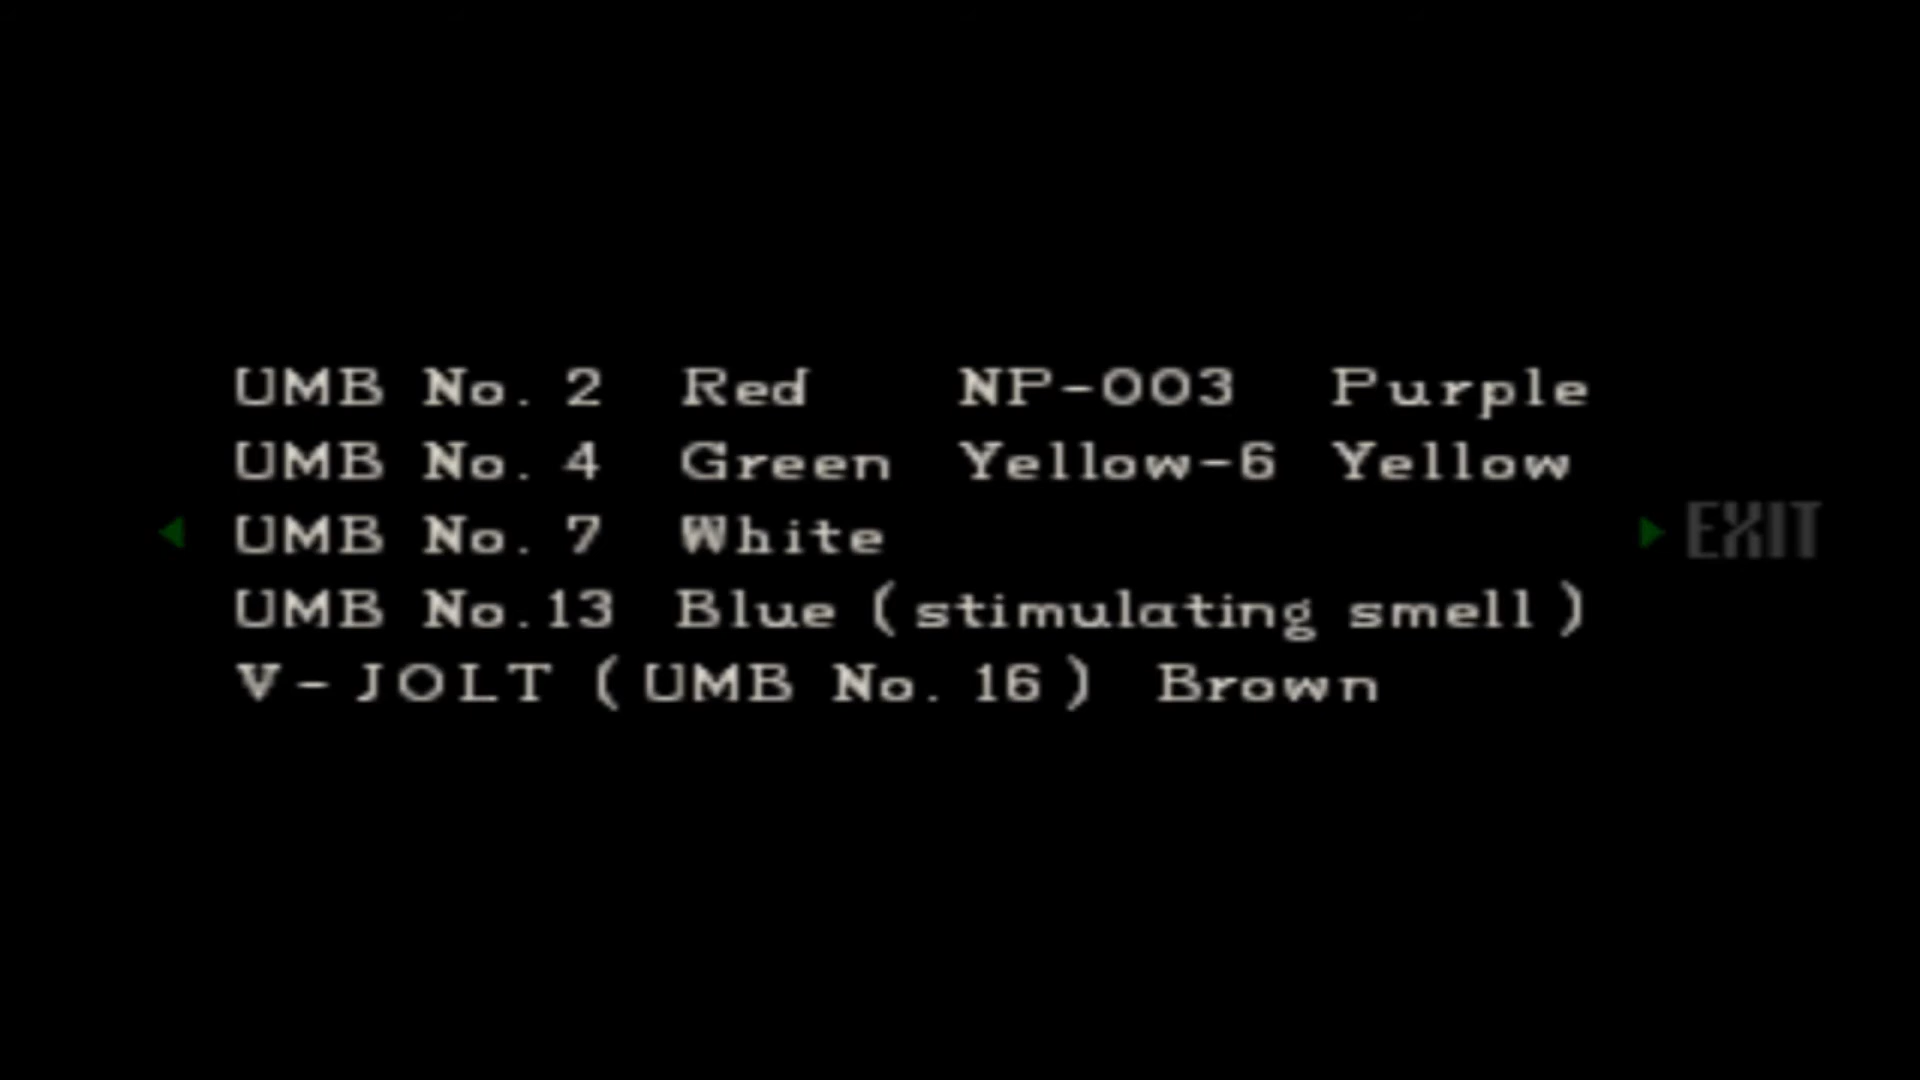 UMB No. 2 Red NP-003 Purple
UMB No. 4 Green Yellow-6 Yellow
UMB No. 7 White
EXIT
UMB No.13 Blue (stimulating smell)
V-JOLT (UMB No. 16) Brown